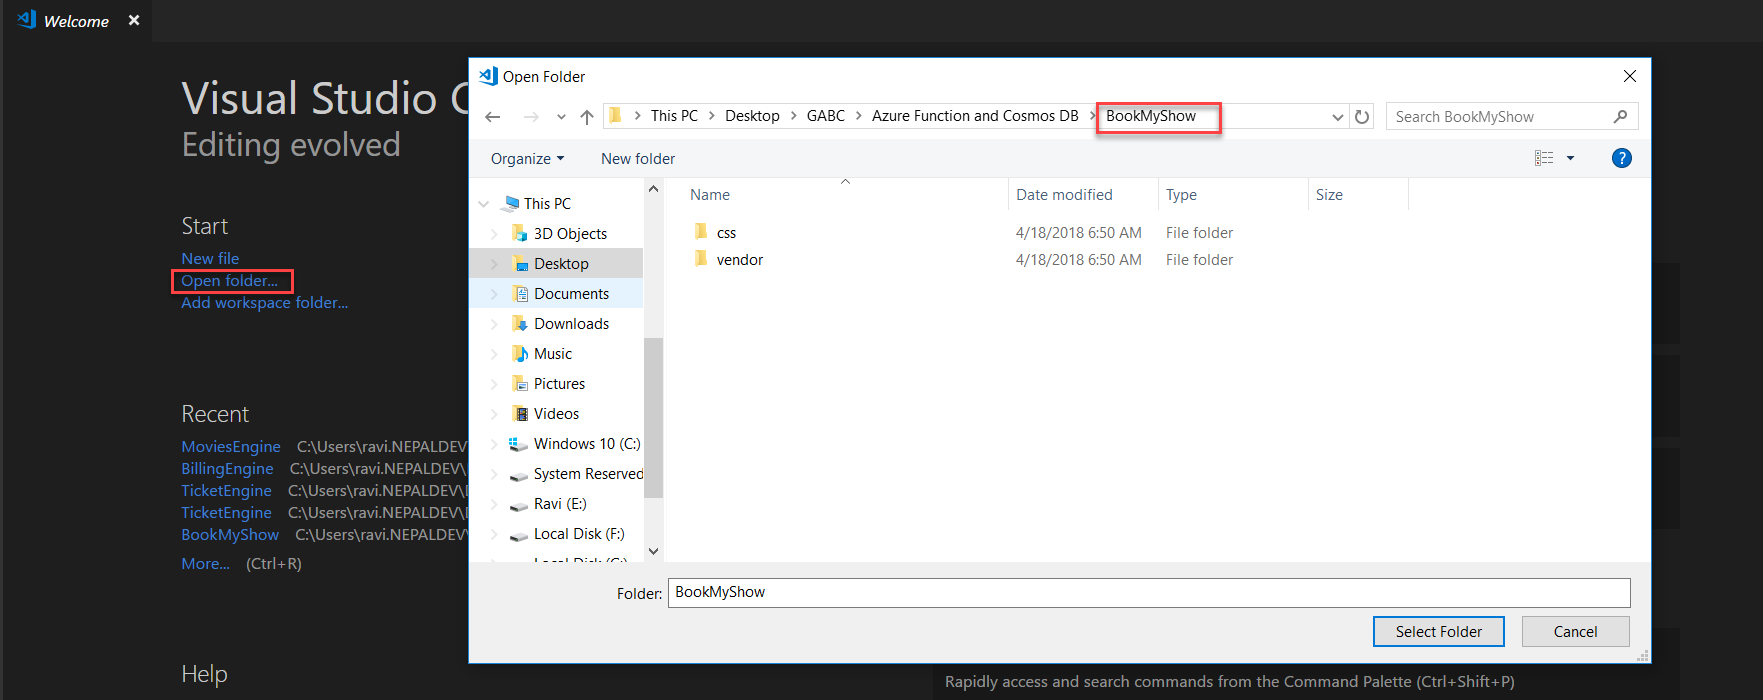 Welcome
Visual Studio C
Editing evolved
Start
New file
Open folder...
Add workspace folder...
Recent
MoviesEngine C:\Users\ravi.NEPALDEV
BillingEngine C:\Users\ravi.NEPALDEV\
TicketEngine C:\Users\ravi.NEPALDEV\
TicketEngine C:\Users\ravi.NEPALDEV\
BookMyShow C:\Users\ravi.NEPALDEV\
More... (Ctrl+R)
Help
Open Folder
This PC > Desktop > GABC > Azure Function and Cosmos DB > BookMyShow
Search BookMyShow
Organize
New folder
?
This PC
3D Objects
Desktop
Documents
Downloads
Music
Pictures
Videos
Windows 10 (C:)
System Reserved
Ravi (E:)
Local Disk (F:)
Name Date modified Type Size
css 4/18/2018 6:50 AM File folder
vendor 4/18/2018 6:50 AM File folder
Folder: BookMyShow
Select Folder Cancel
Rapidly access and search commands from the Command Palette (Ctrl+Shift+P)